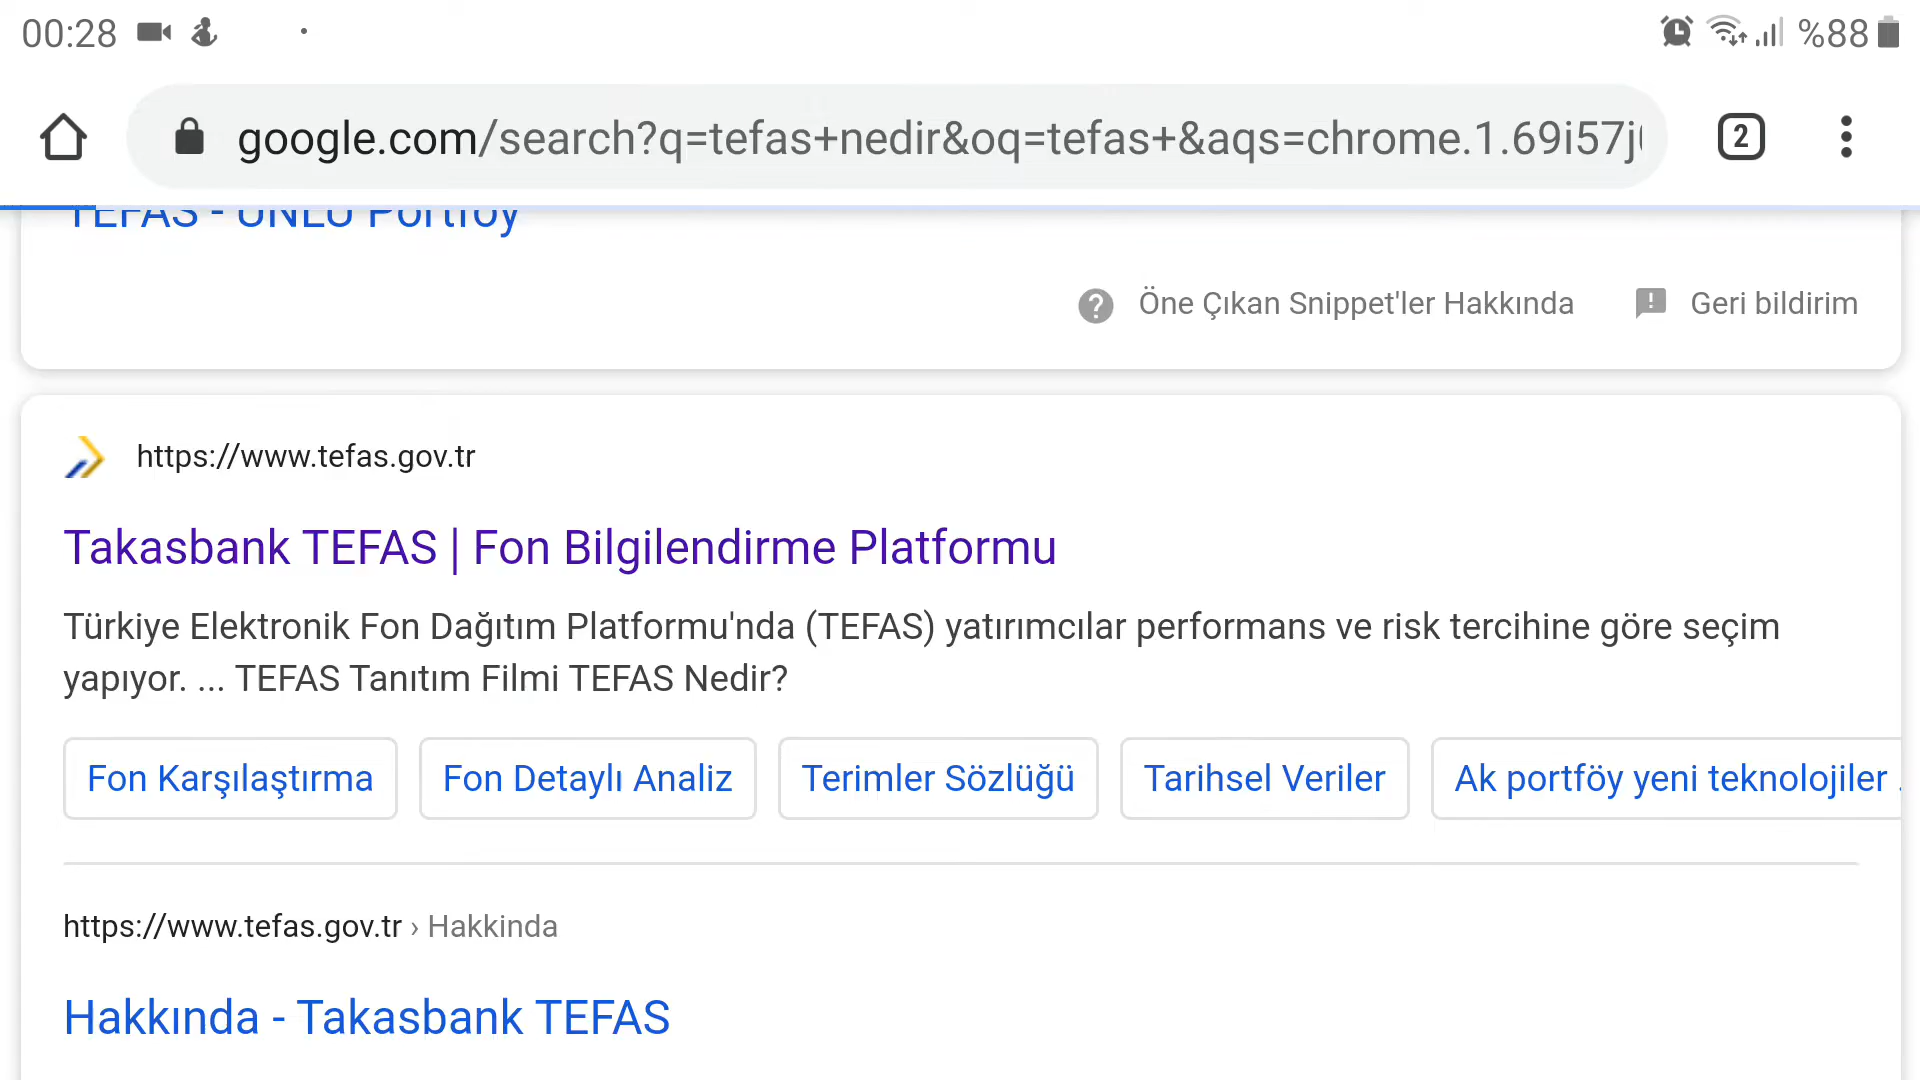 00:28
%88
google.com/search?q=tefas+nedir&oq=tefas+&aqs=chrome.1.69i57j
2
TEFAS - ÜNLÜ Portföy
Öne Çıkan Snippet'ler Hakkında
Geri bildirim
https://www.tefas.gov.tr
Takasbank TEFAS | Fon Bilgilendirme Platformu
Türkiye Elektronik Fon Dağıtım Platformu'nda (TEFAS) yatırımcılar performans ve risk tercihine göre seçim
yapıyor. ... TEFAS Tanıtım Filmi TEFAS Nedir?
Fon Karşılaştırma
Fon Detaylı Analiz
Terimler Sözlüğü
Tarihsel Veriler
Ak portföy yeni teknolojiler
https://www.tefas.gov.tr › Hakkinda
Hakkında - Takasbank TEFAS